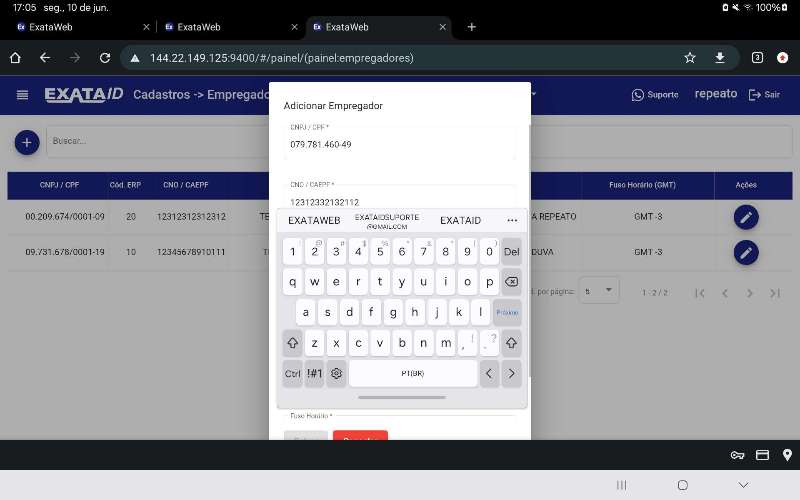 17:05 seg., 10 de jun. 100%
ExataWeb ExataWeb ExataWeb
144.22.149.125:9400/#/painel/(painel:empregadores) 3
EXATAID Cadastros -> Empregado Suporte repeato Sair
Adicionar Empregador
CNPJ / CPF *
079.781.460-49
Buscar...
CNPJ / CPF Cód. ERP CNO / CAEPF Fuso Horário (GMT) Ações
CNO / CAEPF *
12312332132112
00.209.674/0001-09 20 12312312312312 TE A REPEATO GMT -3
09.731.678/0001-19 10 12345678910111 DUVA GMT -3
por página: 5 1 - 2 / 2
EXATAWEB EXATAIDSUPORTE @GMAIL.COM EXATAID ...
1 2 3 4 5 6 7 8 9 0 Del
q w e r t y u i o p
a s d f g h j k l Próximo
z x c v b n m , ! . ?
Ctrl !#1 PT(BR) < >
Fuso Horário *